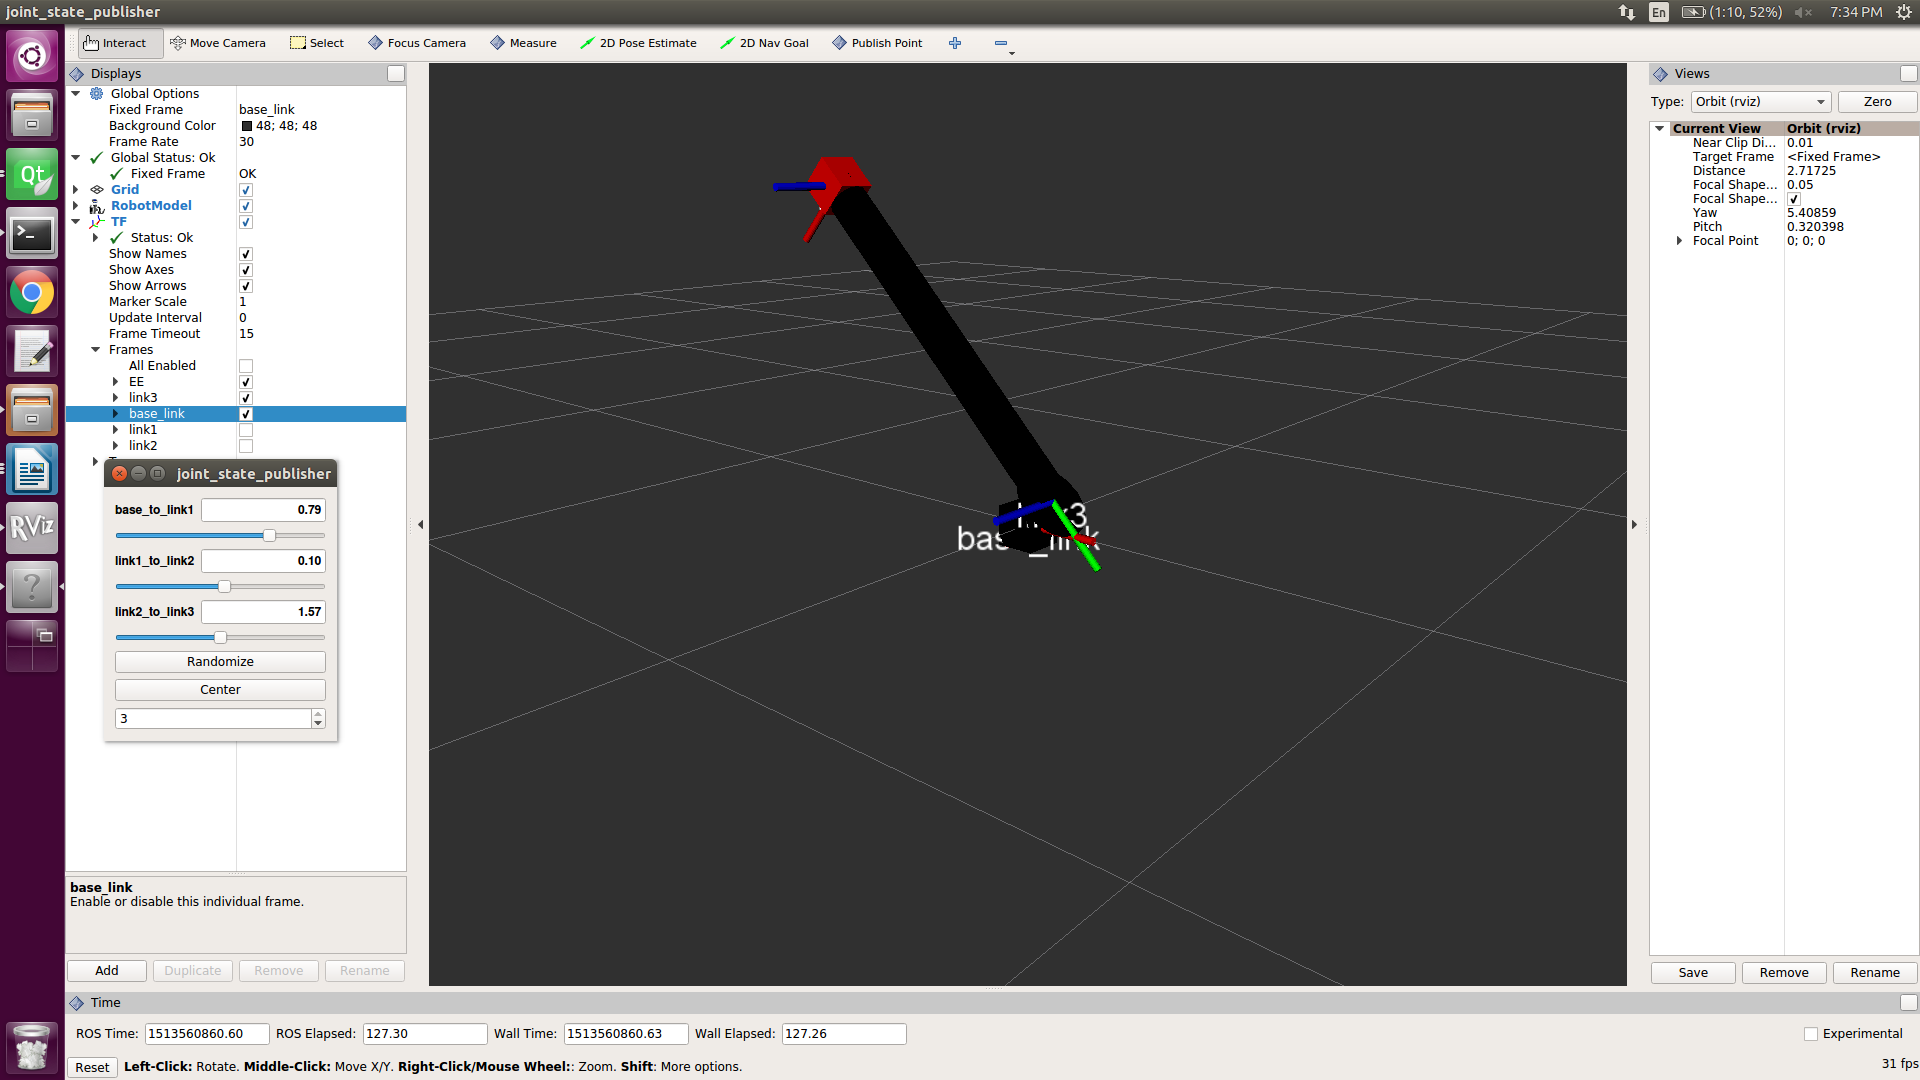 joint_state_publisher
En
(1:10, 52%)
7:34 PM
Interact
Move Camera
Select
Focus Camera
Measure
2D Pose Estimate
2D Nav Goal
Publish Point
Displays
Global Options
Fixed Frame base_link
Background Color 48; 48; 48
Frame Rate 30
Global Status: Ok
Fixed Frame OK
Grid
RobotModel
TF
Status: Ok
Show Names
Show Axes
Show Arrows
Marker Scale 1
Update Interval 0
Frame Timeout 15
Frames
All Enabled
EE
link3
base_link
link1
link2
joint_state_publisher
base_to_link1 0.79
link1_to_link2 0.10
link2_to_link3 1.57
Randomize
Center
3
base_link
Enable or disable this individual frame.
Add
Duplicate
Remove
Rename
Qt
RViz
Views
Type: Orbit (rviz) Zero
Current View Orbit (rviz)
Near Clip Di... 0.01
Target Frame <Fixed Frame>
Distance 2.71725
Focal Shape... 0.05
Focal Shape...
Yaw 5.40859
Pitch 0.320398
Focal Point 0; 0; 0
Save
Remove
Rename
Time
ROS Time: 1513560860.60 ROS Elapsed: 127.30 Wall Time: 1513560860.63 Wall Elapsed: 127.26
Experimental
Reset
Left-Click: Rotate. Middle-Click: Move X/Y. Right-Click/Mouse Wheel:: Zoom. Shift: More options.
31 fps